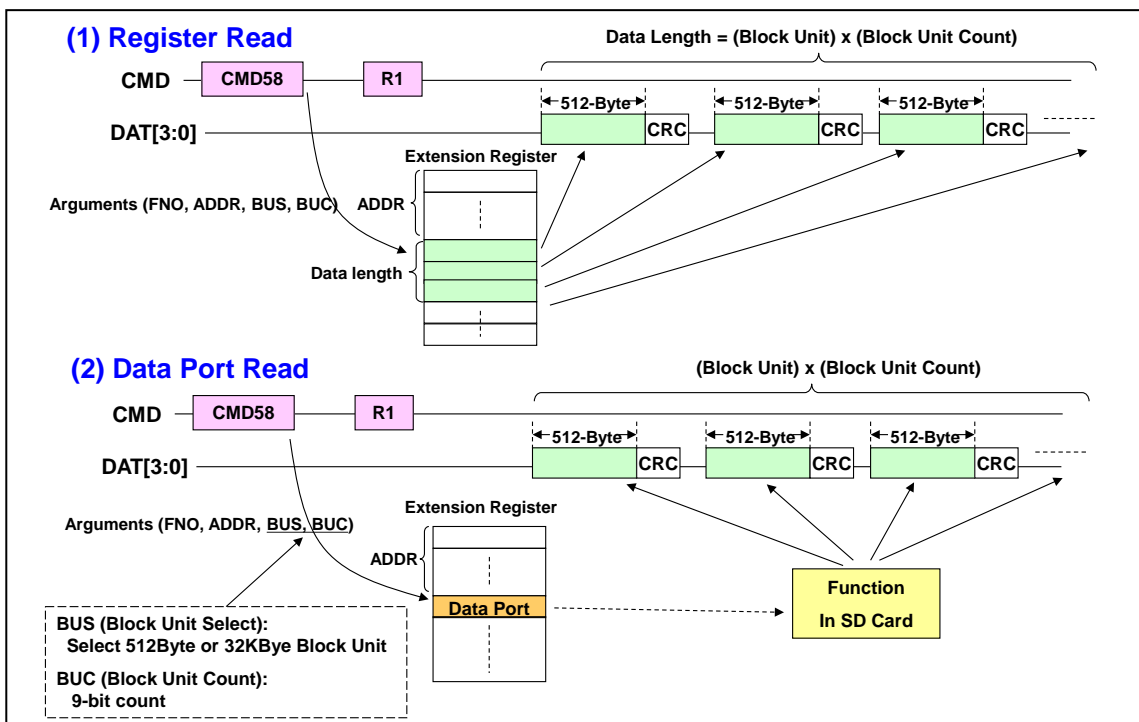 (1) Register Read
Data Length = (Block Unit) x (Block Unit Count)
CMD
CMD58
R1
512-Byte
512-Byte
512-Byte
DAT[3:0]
CRC
CRC
CRC
Extension Register
Arguments (FNO, ADDR, BUS, BUC)
ADDR
Data length
(2) Data Port Read
(Block Unit) x (Block Unit Count)
CMD
CMD58
R1
512-Byte
512-Byte
512-Byte
DAT[3:0]
CRC
CRC
CRC
Extension Register
Arguments (FNO, ADDR, BUS, BUC)
ADDR
Data Port
Function
In SD Card
BUS (Block Unit Select):
Select 512Byte or 32KBye Block Unit
BUC (Block Unit Count):
9-bit count